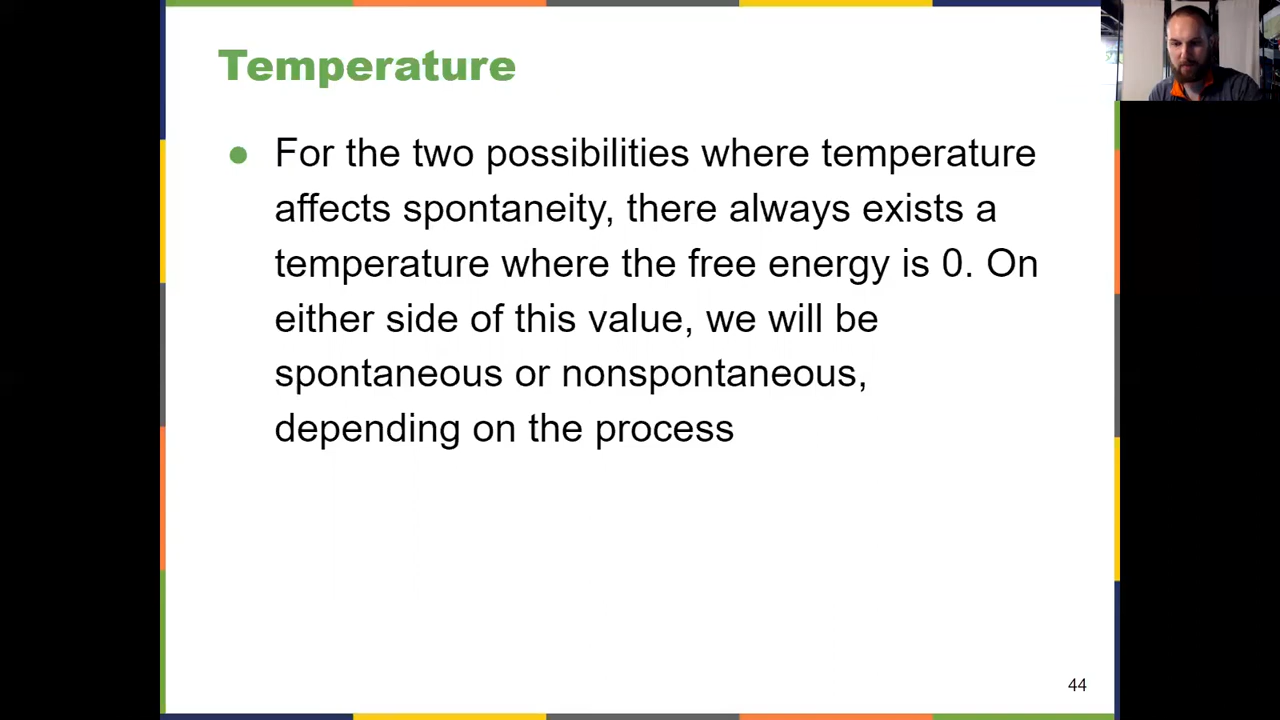 Temperature
● For the two possibilities where temperature
affects spontaneity, there always exists a
temperature where the free energy is 0. On
either side of this value, we will be
spontaneous or nonspontaneous,
depending on the process
44